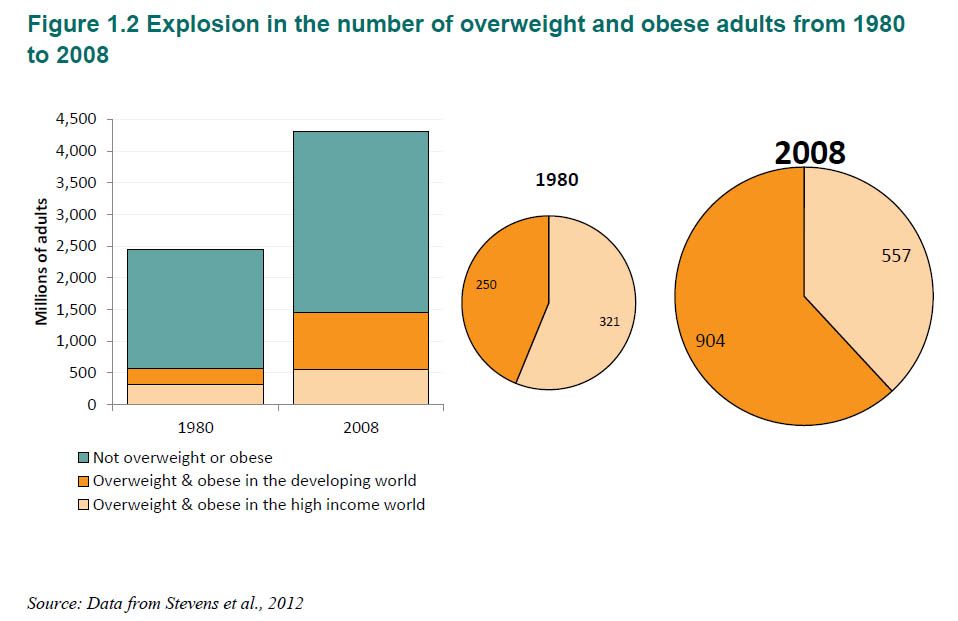 Figure 1.2 Explosion in the number of overweight and obese adults from 1980
to 2008
Millions of adults
4,500
4,000
3,500
3,000
2,500
2,000
1,500
1,000
500
0
1980
2008
Not overweight or obese
Overweight & obese in the developing world
Overweight & obese in the high income world
1980
250
321
2008
557
904
Source: Data from Stevens et al., 2012